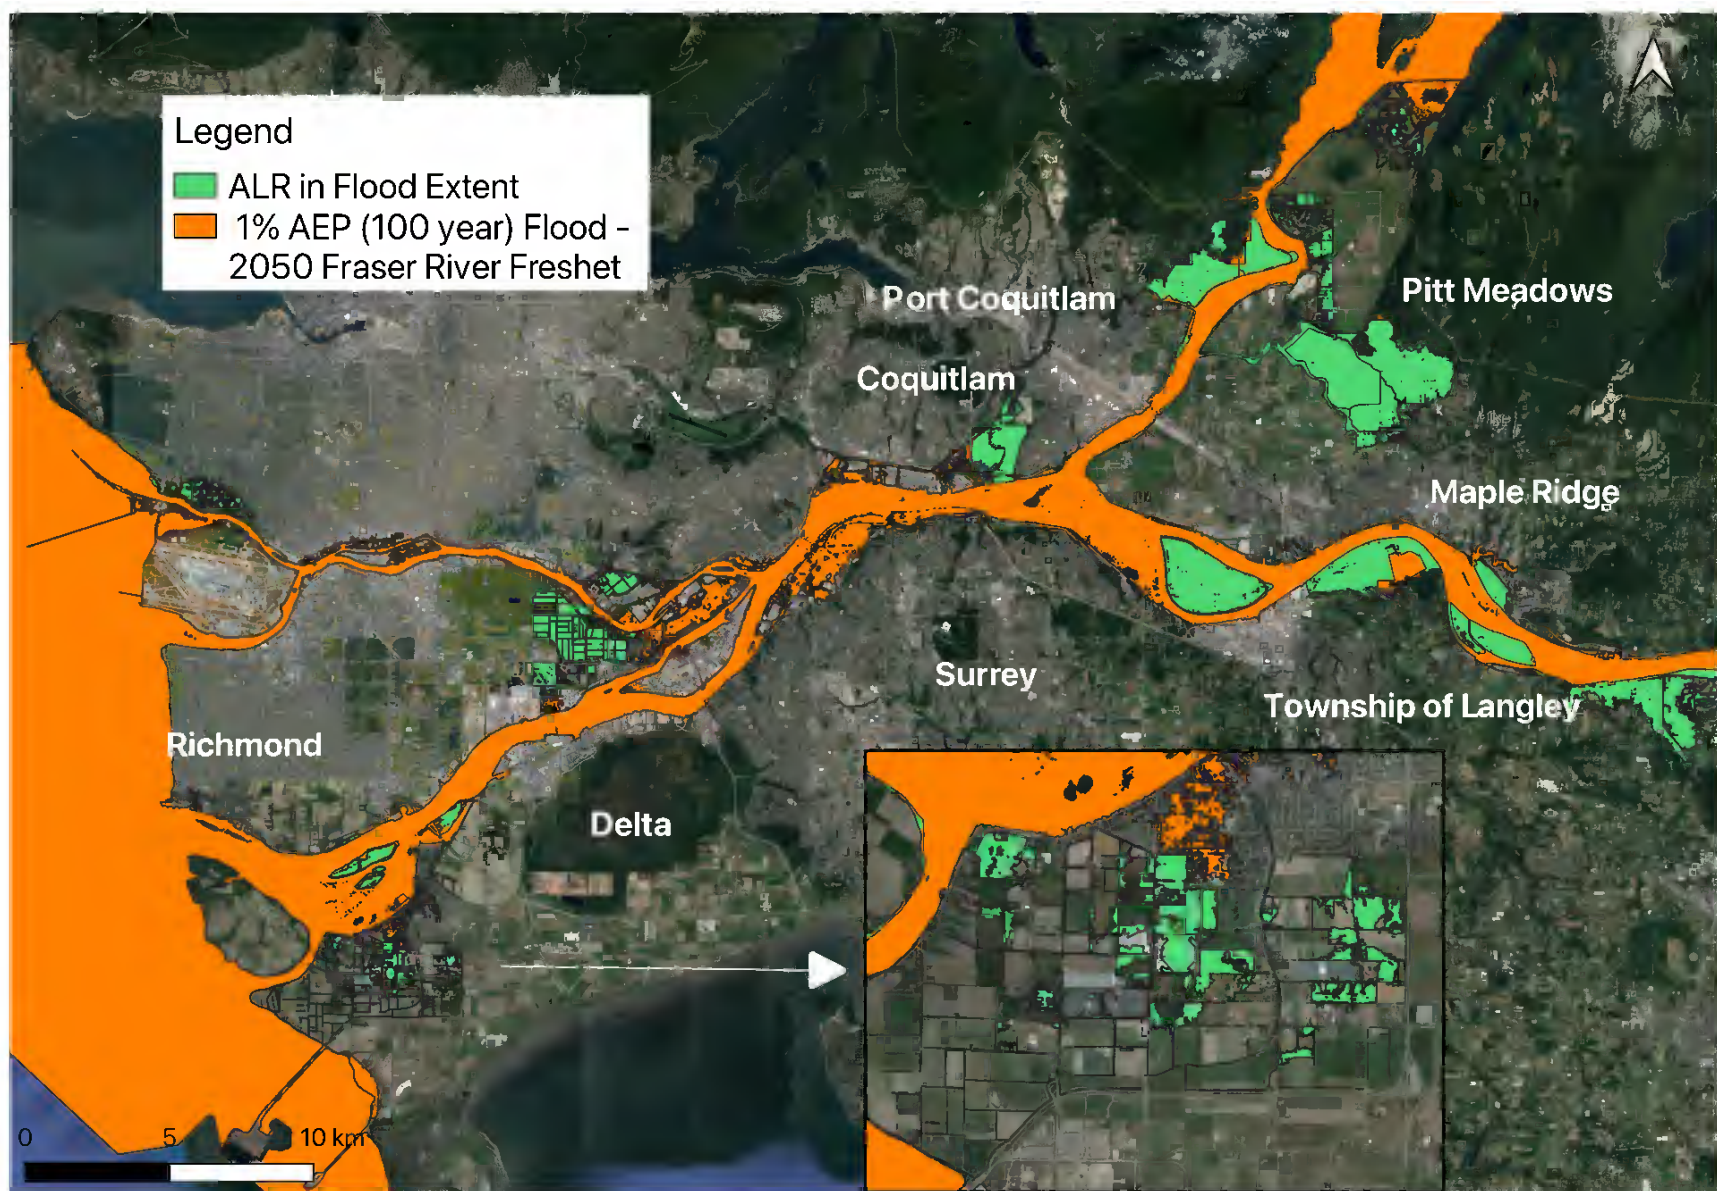 Legend
ALR in Flood Extent
1% AEP (100 year) Flood -
2050 Fraser River Freshet
Port Coquitlam
Pitt Meadows
Coquitlam
Maple Ridge
Surrey
Township of Langley
Richmond
Delta
0 5 10 km